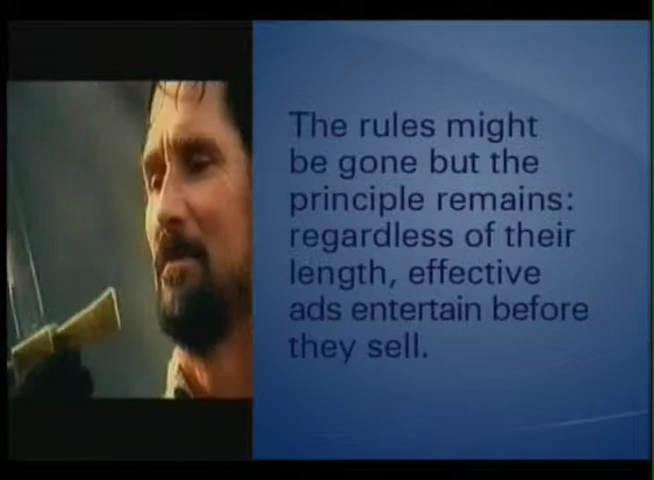 The rules might
be gone but the
principle remains:
regardless of their
length, effective
ads entertain before
they sell.